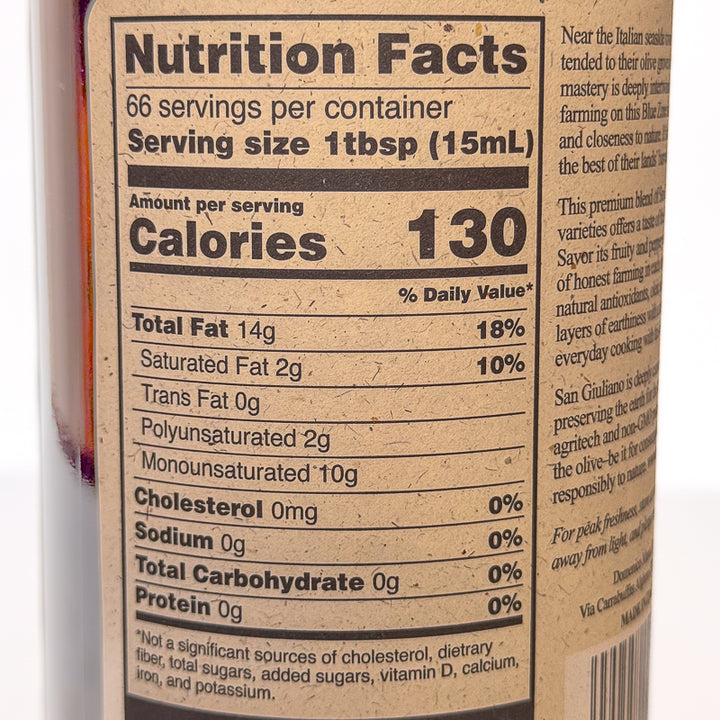 Nutrition Facts
66 servings per container
Serving size 1tbsp (15mL)
Amount per serving
Calories 130
% Daily Value*
Total Fat 14g 18%
Saturated Fat 2g 10%
Trans Fat 0g
Polyunsaturated 2g
Monounsaturated 10g
Cholesterol 0mg 0%
Sodium 0g 0%
Total Carbohydrate 0g 0%
Protein 0g 0%
*Not a significant sources of cholesterol, dietary
fiber, total sugars, added sugars, vitamin D, calcium,
iron, and potassium.
Near the Italian seaside
tended to their olive
mastery is deeply
farming on this Blue
and closeness to nature.
the best of their lands'
This premium blend of
varieties offers a taste of
Savor its fruity and
of honest farming in
natural antioxidants,
layers of earthiness
everyday cooking with
San Giuliano is deeply
preserving the earth for
agritech and non-GMO
the olive–be it for
responsibly to nature,
For peak freshness,
away from light, and
Domenico
Via Carrabuffas
MADE